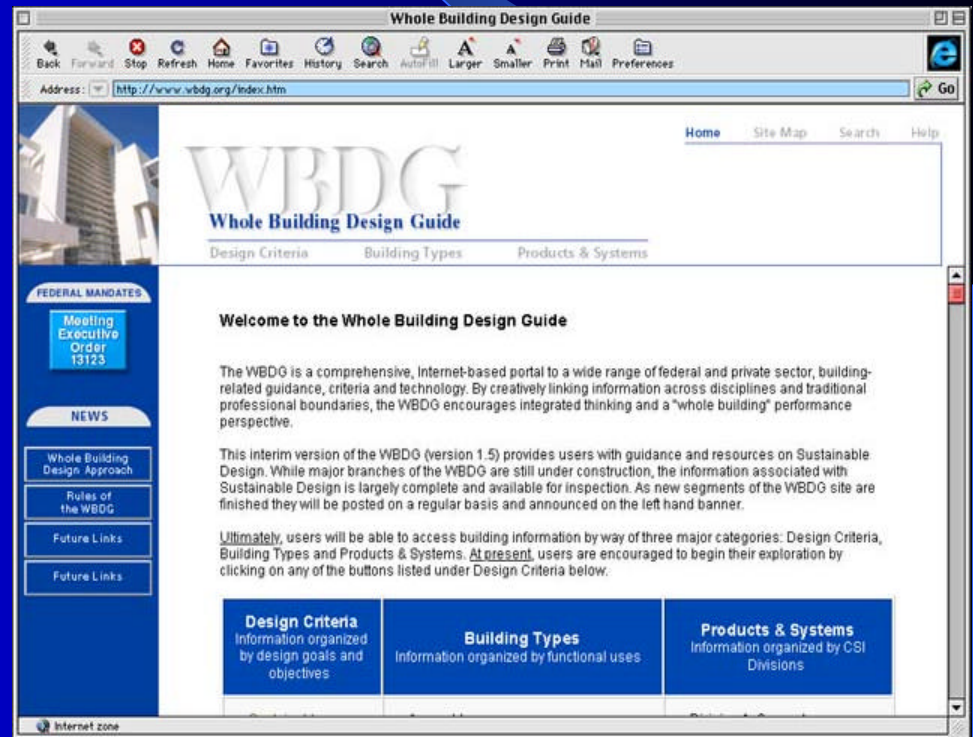 Whole Building Design Guide
Back Forward Stop Refresh Home Favorites History Search AutoFill Larger Smaller Print Mail Preferences
Address: http://www.wbdg.org/index.htm Go
Home Site Map Search Help
WBDG
Whole Building Design Guide
Design Criteria Building Types Products & Systems
FEDERAL MANDATES
Meeting
Executive
Order
13123
NEWS
Whole Building
Design Approach
Rules of
the WBDG
Future Links
Future Links
Welcome to the Whole Building Design Guide
The WBDG is a comprehensive, Internet-based portal to a wide range of federal and private sector, building-
related guidance, criteria and technology. By creatively linking information across disciplines and traditional
professional boundaries, the WBDG encourages integrated thinking and a "whole building" performance
perspective.
This interim version of the WBDG (version 1.5) provides users with guidance and resources on Sustainable
Design. While major branches of the WBDG are still under construction, the information associated with
Sustainable Design is largely complete and available for inspection. As new segments of the WBDG site are
finished they will be posted on a regular basis and announced on the left hand banner.
Ultimately, users will be able to access building information by way of three major categories: Design Criteria,
Building Types and Products & Systems. At present, users are encouraged to begin their exploration by
clicking on any of the buttons listed under Design Criteria below.
Design Criteria
Information organized
by design goals and
objectives
Building Types
Information organized by functional uses
Products & Systems
Information organized by CSI
Divisions
Internet zone